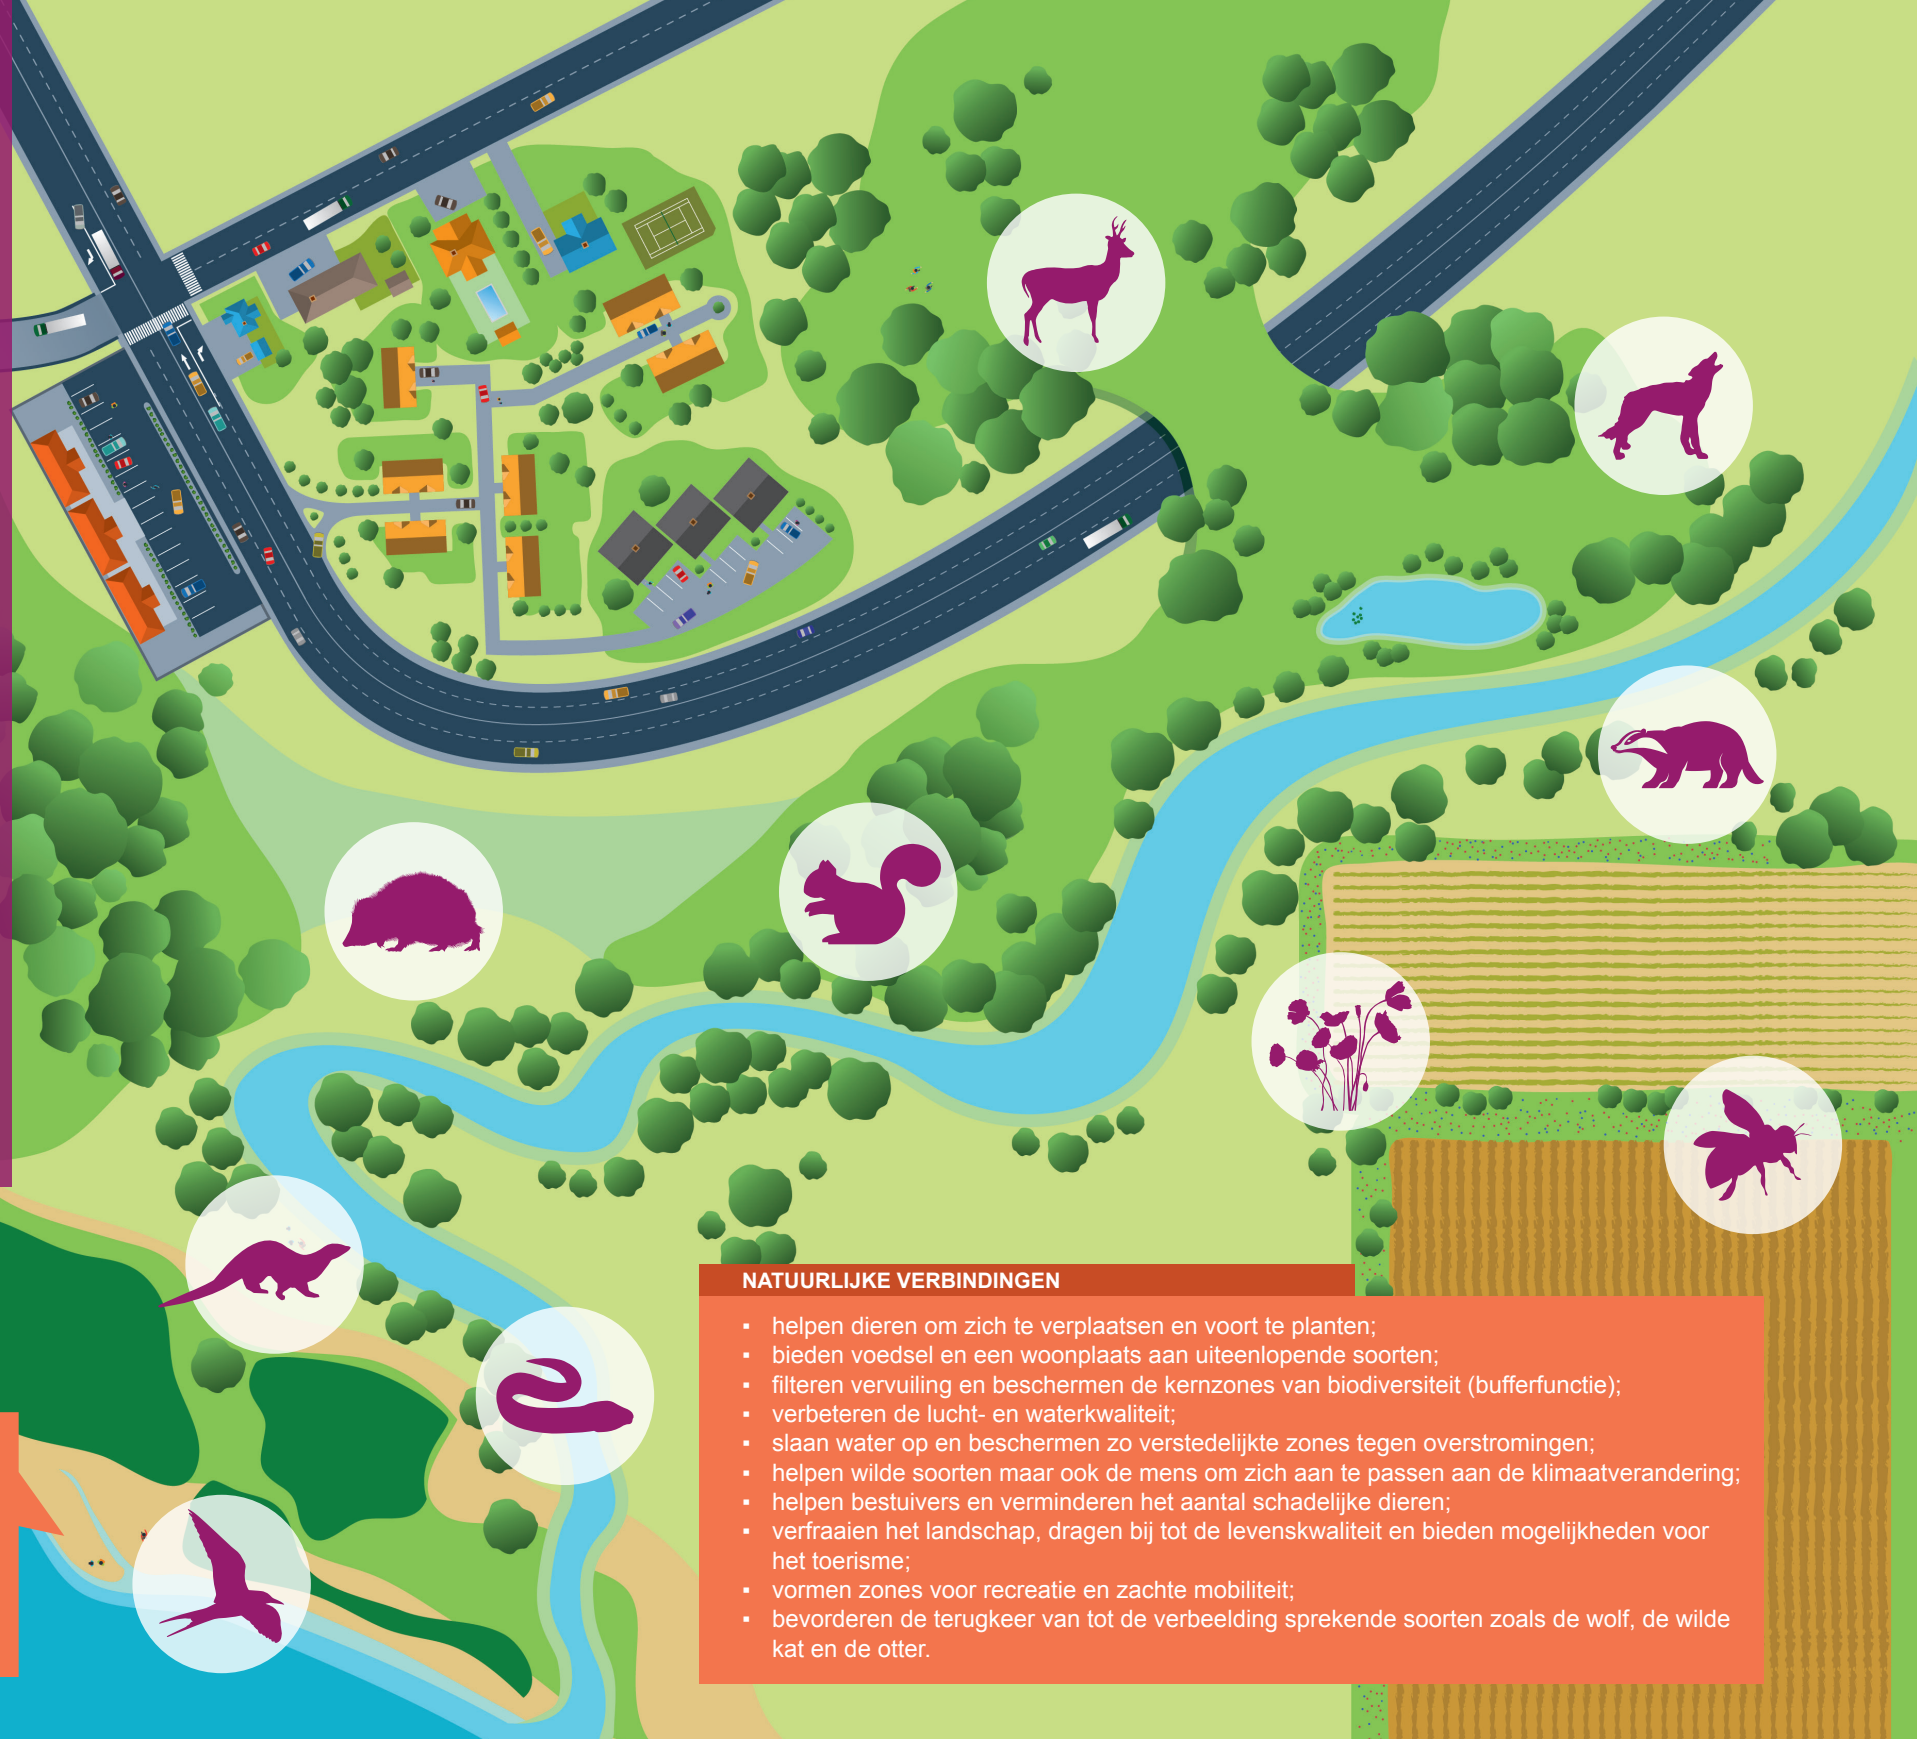 NATUURLIJKE VERBINDINGEN
▪ helpen dieren om zich te verplaatsen en voort te planten;
▪ bieden voedsel en een woonplaats aan uiteenlopende soorten;
▪ filteren vervuiling en beschermen de kernzones van biodiversiteit (bufferfunctie);
▪ verbeteren de lucht- en waterkwaliteit;
▪ slaan water op en beschermen zo verstedelijkte zones tegen overstromingen;
▪ helpen wilde soorten maar ook de mens om zich aan te passen aan de klimaatverandering;
▪ helpen bestuivers en verminderen het aantal schadelijke dieren;
▪ verfraaien het landschap, dragen bij tot de levenskwaliteit en bieden mogelijkheden voor
het toerisme;
▪ vormen zones voor recreatie en zachte mobiliteit;
▪ bevorderen de terugkeer van tot de verbeelding sprekende soorten zoals de wolf, de wilde
kat en de otter.